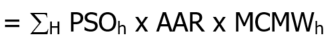 = ∑H PSOh x AAR x MCMWh